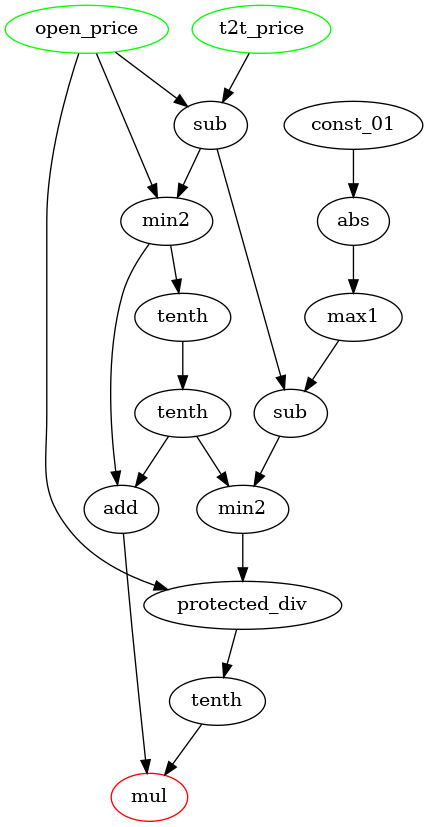 open_price
t2t_price
sub
const_01
min2
abs
tenth
max1
tenth
sub
add
min2
protected_div
tenth
mul